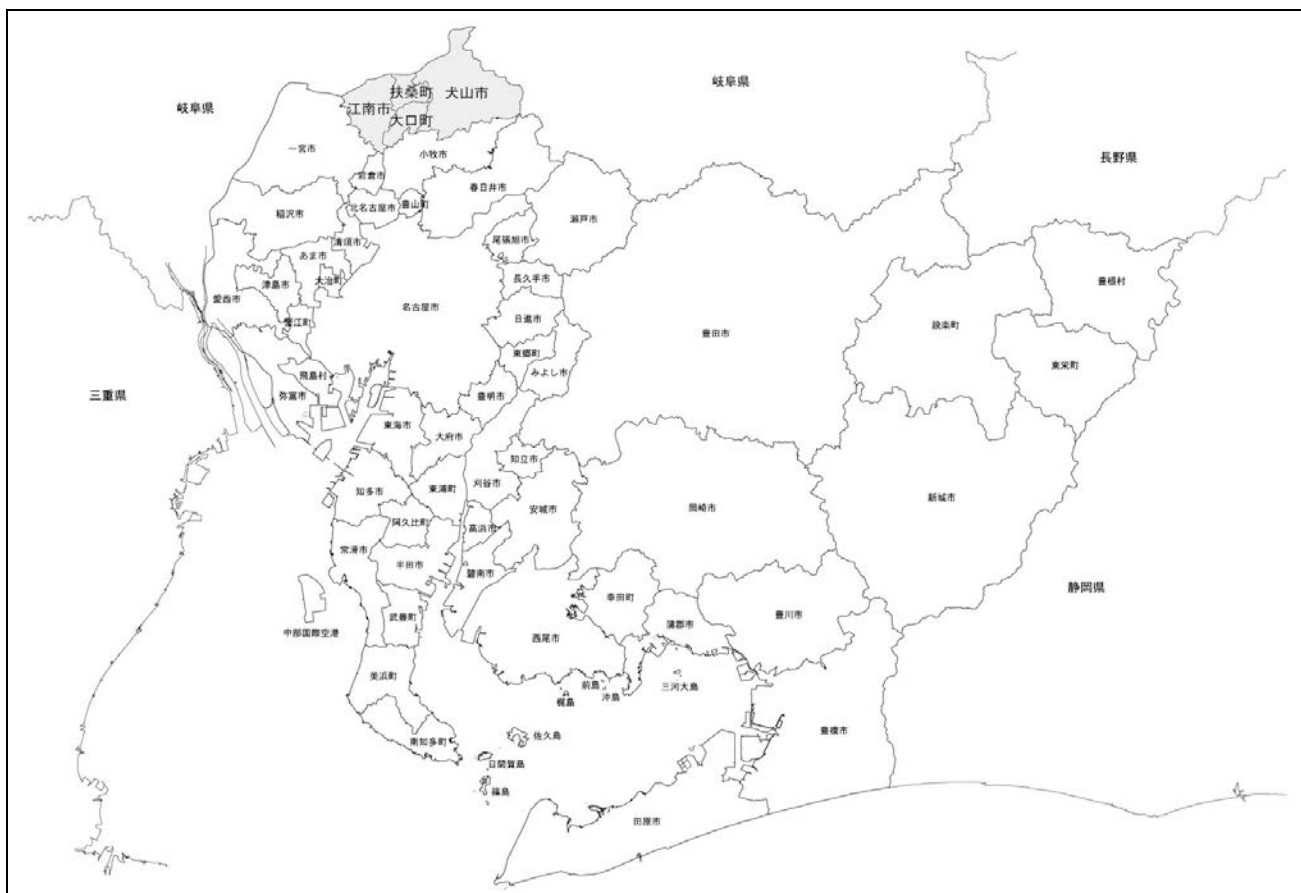 岐阜県
岐阜県
長野県
三重県
静岡県
犬山市
扶桑町
江南市
大口町
一宮市
小牧市
岩倉市
春日井市
稲沢市
北名古屋市
豊山町
瀬戸市
清須市
尾張旭市
あま市
大治町
長久手市
津島市
愛西市
名古屋市
日進市
豊田市
豊根村
設楽町
蟹江町
東郷町
みよし市
東栄町
飛島村
弥富市
豊明市
東海市
大府市
知立市
知多市
東浦町
刈谷市
新城市
安城市
岡崎市
阿久比町
高浜市
常滑市
半田市
碧南市
幸田町
豊川市
武豊町
蒲郡市
中部国際空港
西尾市
美浜町
三河大島
前島
沖島
梶島
佐久島
豊橋市
南知多町
日間賀島
篠島
田原市